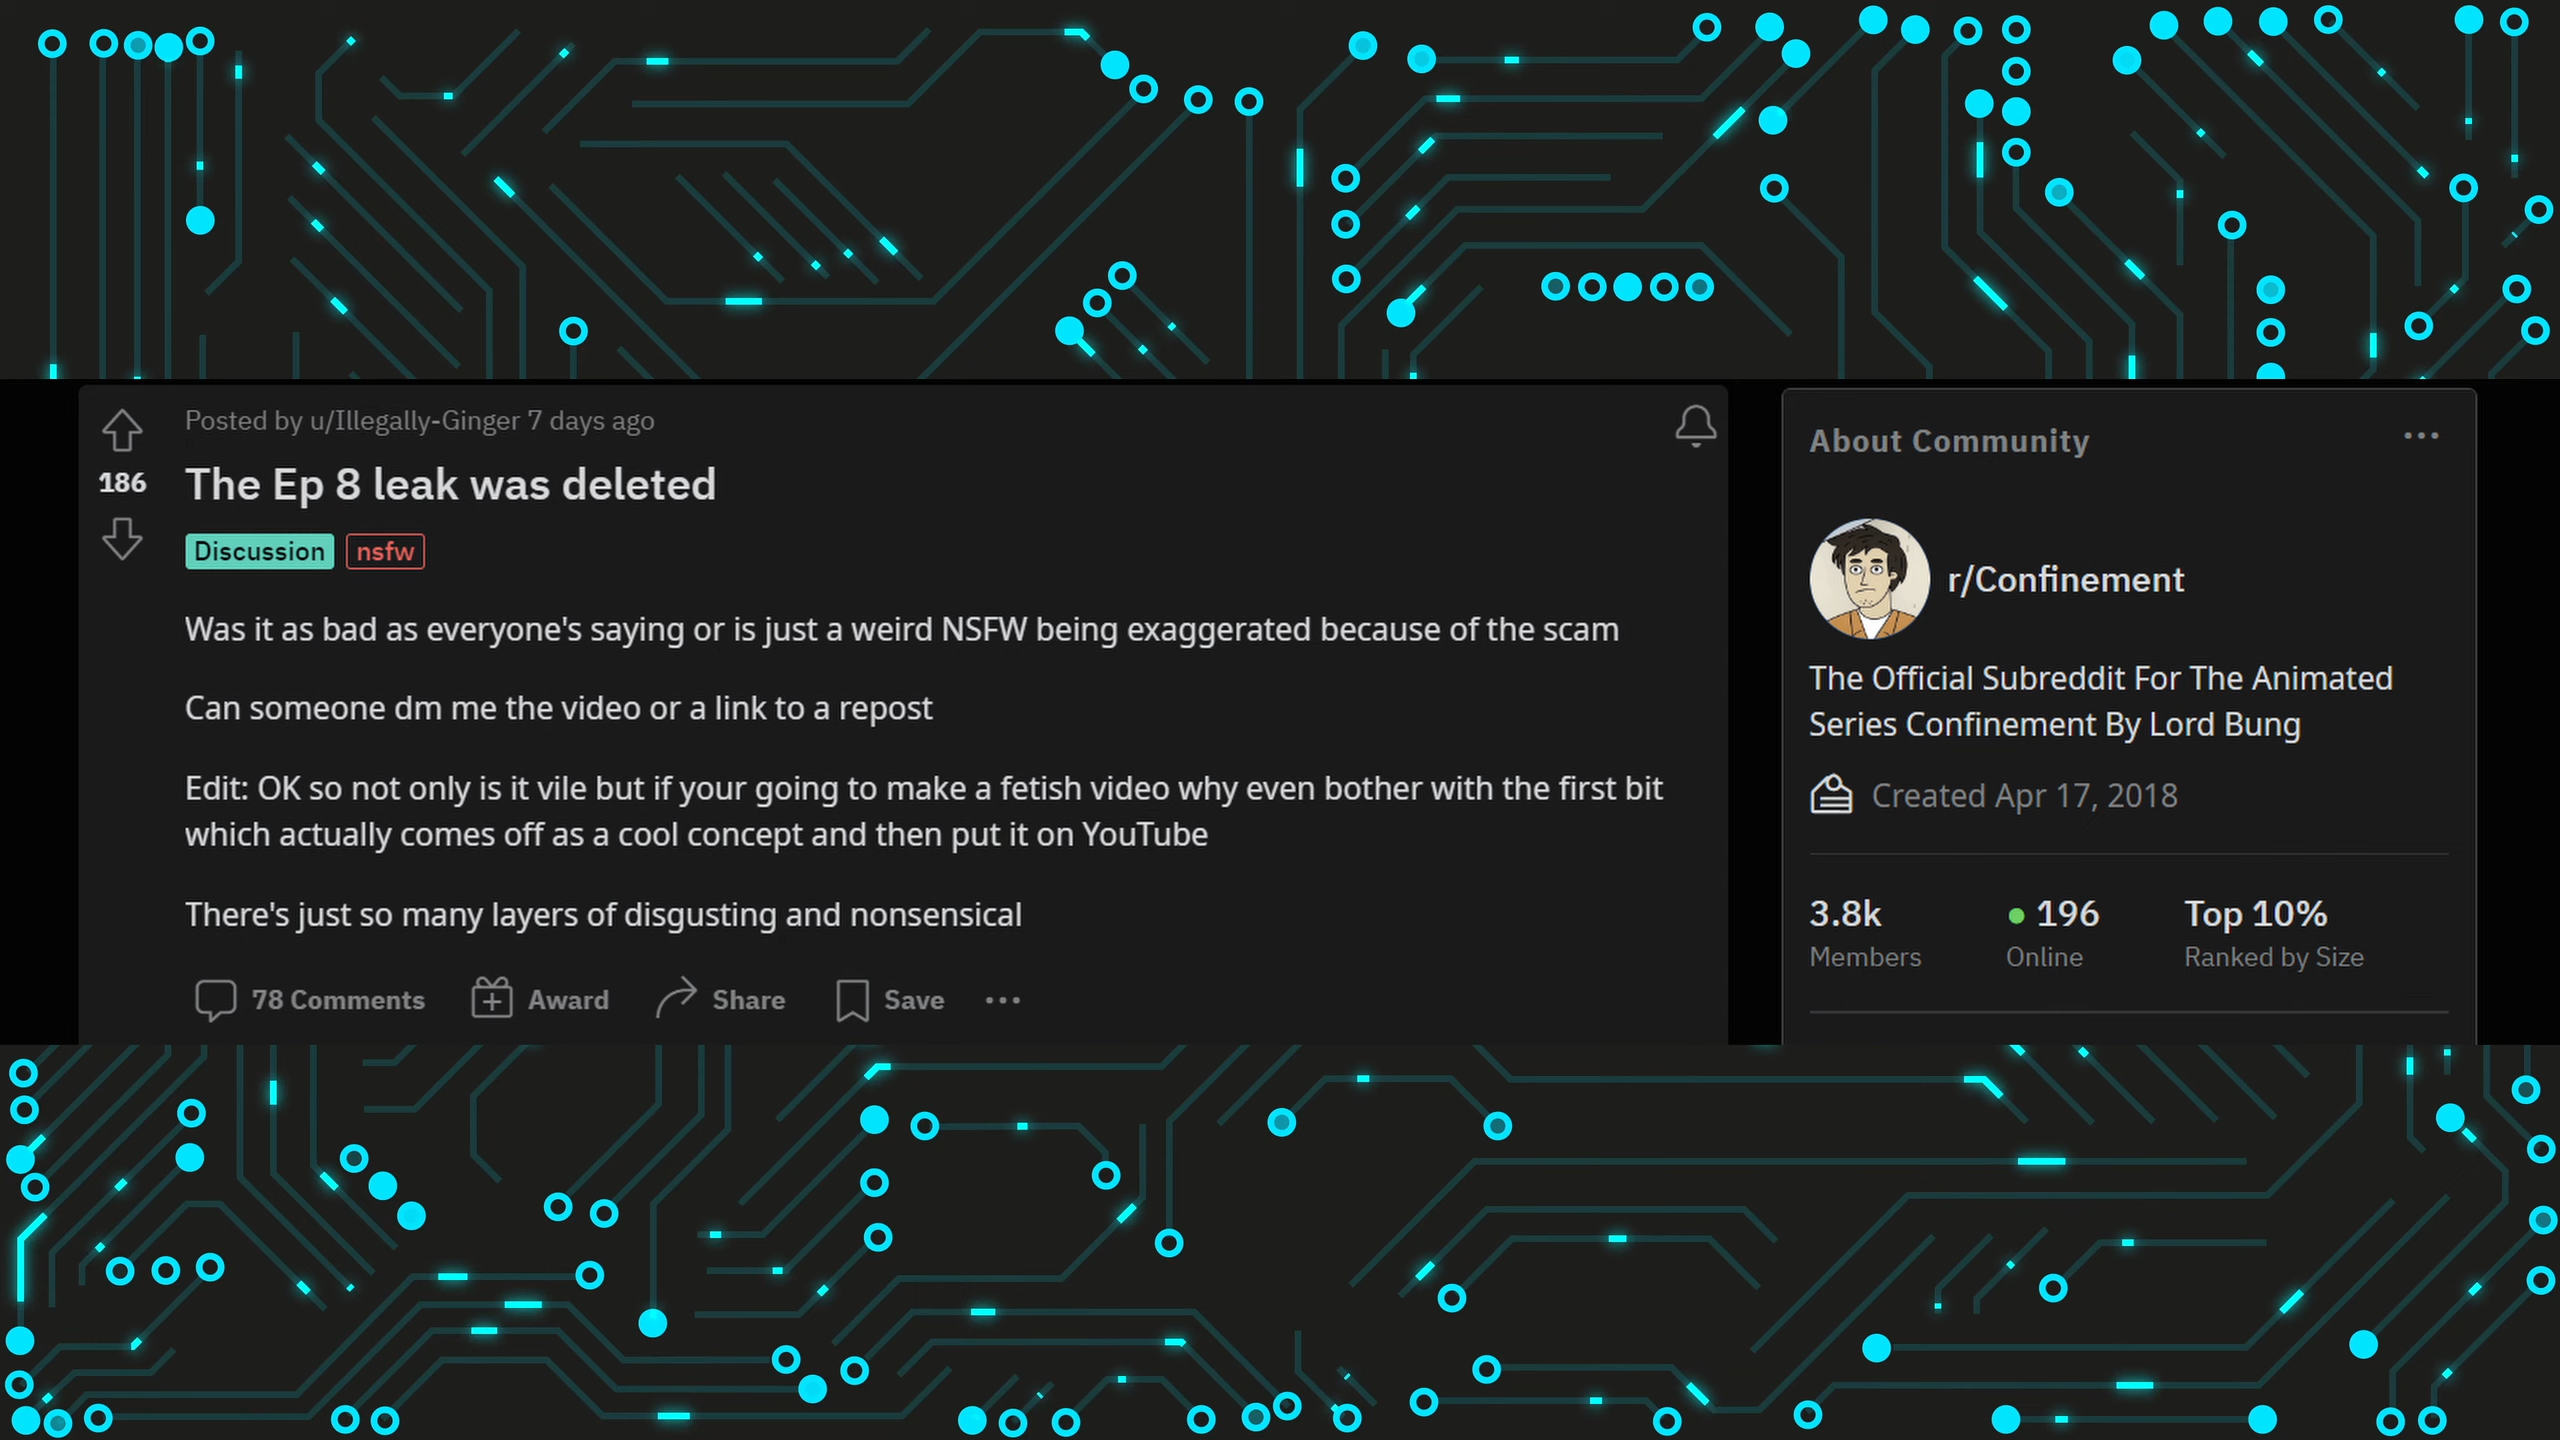 Posted by u/Illegally-Ginger 7 days ago
186
The Ep 8 leak was deleted
Discussion nsfw
Was it as bad as everyone's saying or is just a weird NSFW being exaggerated because of the scam
Can someone dm me the video or a link to a repost
Edit: OK so not only is it vile but if your going to make a fetish video why even bother with the first bit
which actually comes off as a cool concept and then put it on YouTube
There's just so many layers of disgusting and nonsensical
78 Comments Award Share Save
About Community
r/Confinement
The Official Subreddit For The Animated
Series Confinement By Lord Bung
Created Apr 17, 2018
3.8k 196 Top 10%
Members Online Ranked by Size